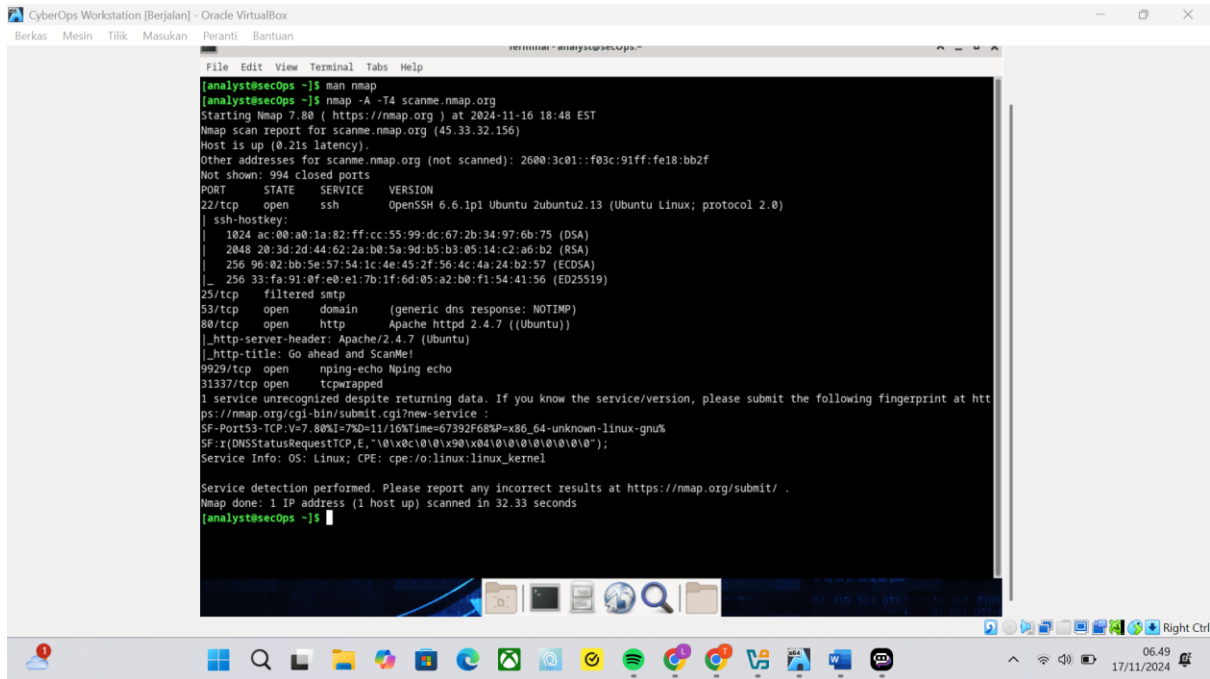 CyberOps Workstation [Berjalan] - Oracle VirtualBox
Berkas Mesin Tilik Masukan Peranti Bantuan
Terminal - analyst@secOps:~
File Edit View Terminal Tabs Help
[analyst@secOps ~]$ man nmap
[analyst@secOps ~]$ nmap -A -T4 scanme.nmap.org
Starting Nmap 7.80 ( https://nmap.org ) at 2024-11-16 18:48 EST
Nmap scan report for scanme.nmap.org (45.33.32.156)
Host is up (0.21s latency).
Other addresses for scanme.nmap.org (not scanned): 2600:3c01::f03c:91ff:fe18:bb2f
Not shown: 994 closed ports
PORT STATE SERVICE VERSION
22/tcp open ssh OpenSSH 6.6.1p1 Ubuntu 2ubuntu2.13 (Ubuntu Linux; protocol 2.0)
| ssh-hostkey:
| 1024 ac:00:a0:1a:82:ff:cc:55:99:dc:67:2b:34:97:6b:75 (DSA)
| 2048 20:3d:2d:44:62:2a:b0:5a:9d:b5:b3:05:14:c2:a6:b2 (RSA)
| 256 96:02:bb:5e:57:54:1c:4e:45:2f:56:4c:4a:24:b2:57 (ECDSA)
|_ 256 33:fa:91:0f:e0:e1:7b:1f:6d:05:a2:b0:f1:54:41:56 (ED25519)
25/tcp filtered smtp
53/tcp open domain (generic dns response: NOTIMP)
80/tcp open http Apache httpd 2.4.7 ((Ubuntu))
|_http-server-header: Apache/2.4.7 (Ubuntu)
|_http-title: Go ahead and ScanMe!
9929/tcp open nping-echo Nping echo
31337/tcp open tcpwrapped
1 service unrecognized despite returning data. If you know the service/version, please submit the following fingerprint at htt
ps://nmap.org/cgi-bin/submit.cgi?new-service :
SF-Port53-TCP:V=7.80%I=7%D=11/16%Time=67392F68%P=x86_64-unknown-linux-gnu%
SF:r(DNSStatusRequestTCP,E,"\0\x0c\0\0\x90\x04\0\0\0\0\0\0\0\0");
Service Info: OS: Linux; CPE: cpe:/o:linux:linux_kernel
Service detection performed. Please report any incorrect results at https://nmap.org/submit/ .
Nmap done: 1 IP address (1 host up) scanned in 32.33 seconds
[analyst@secOps ~]$
Right Ctrl
06.49
17/11/2024